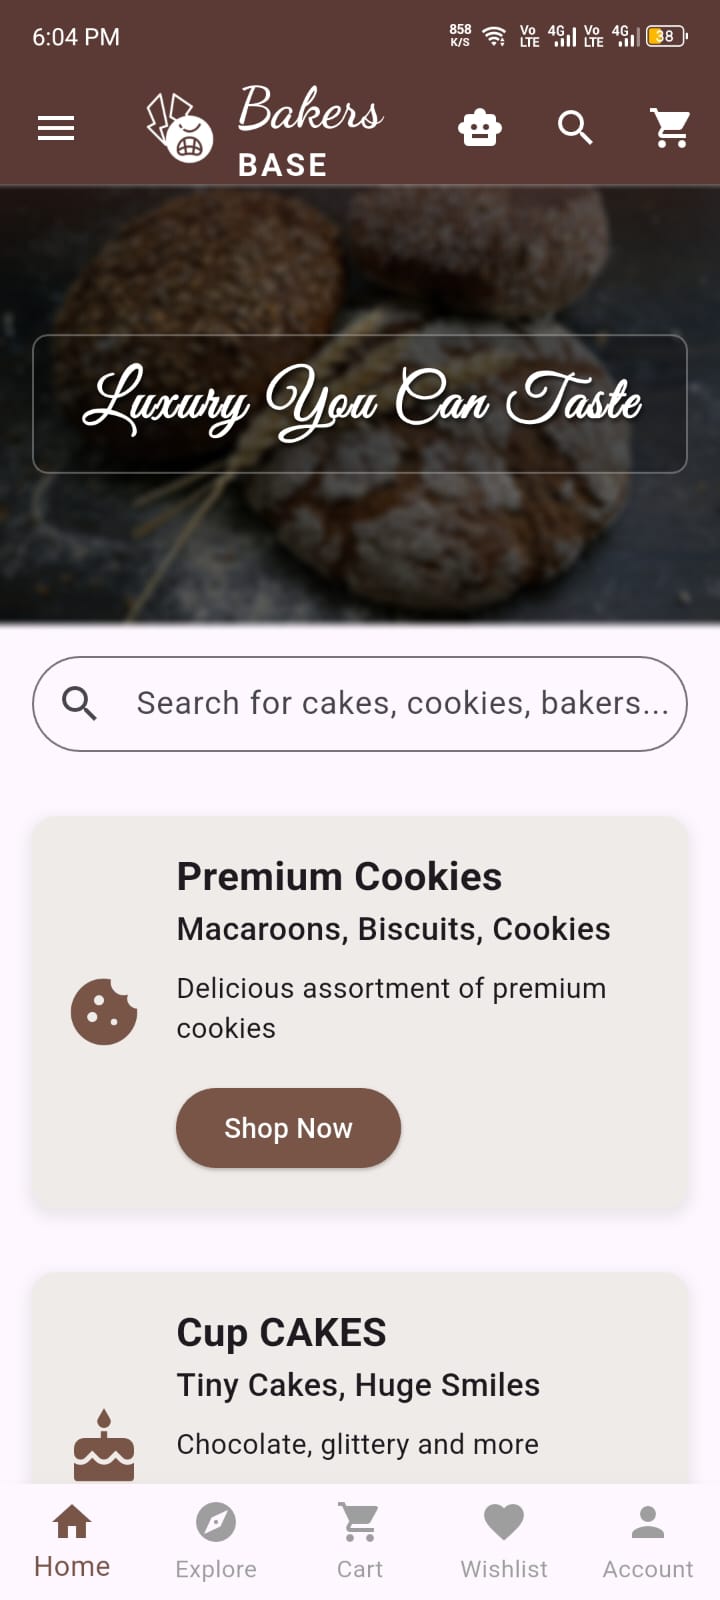 6:04 PM
858 K/S
Vo LTE 4G Vo LTE 4G
38
Bakers
BASE
Luxury You Can Taste
Search for cakes, cookies, bakers...
Premium Cookies
Macaroons, Biscuits, Cookies
Delicious assortment of premium
cookies
Shop Now
Cup CAKES
Tiny Cakes, Huge Smiles
Chocolate, glittery and more
Home
Explore
Cart
Wishlist
Account